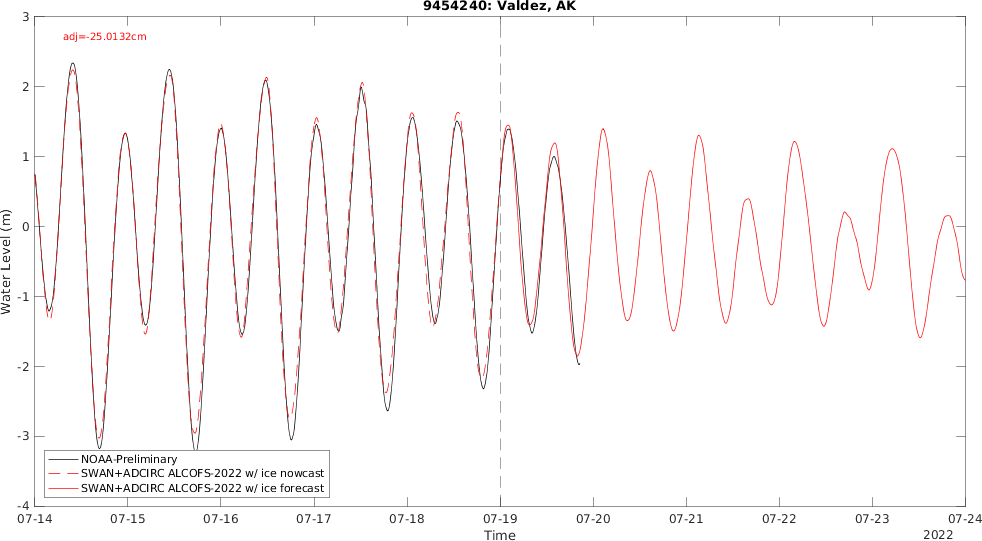 9454240: Valdez, AK
adj=-25.0132cm
3
2
1
0
-1
-2
-3
-4
Water Level (m)
NOAA-Preliminary
SWAN+ADCIRC ALCOFS-2022 w/ ice nowcast
SWAN+ADCIRC ALCOFS-2022 w/ ice forecast
07-14 07-15 07-16 07-17 07-18 07-19 07-20 07-21 07-22 07-23 07-24
Time
2022